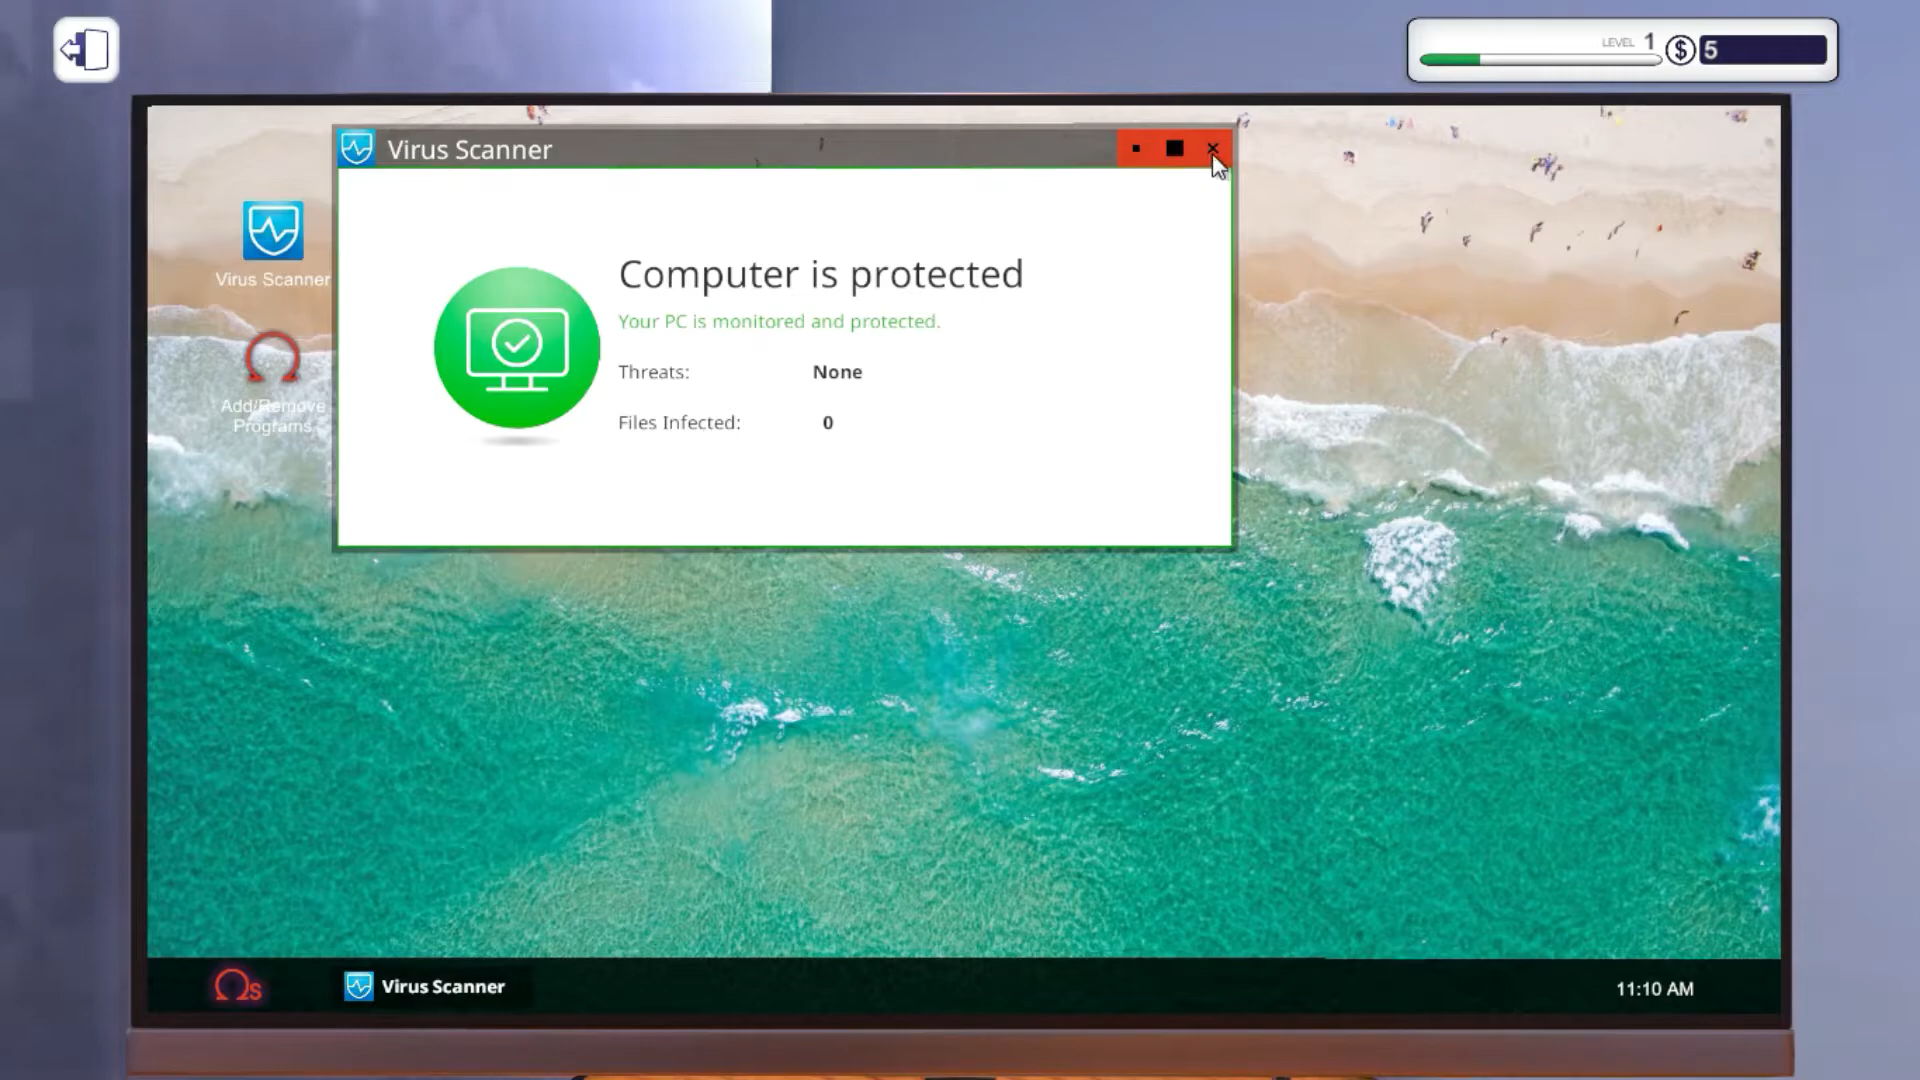 LEVEL 1
5
Virus Scanner
Virus Scanner
Add/Remove
Programs
Computer is protected
Your PC is monitored and protected.
Threats: None
Files Infected: 0
Ωs
Virus Scanner
11:10 AM